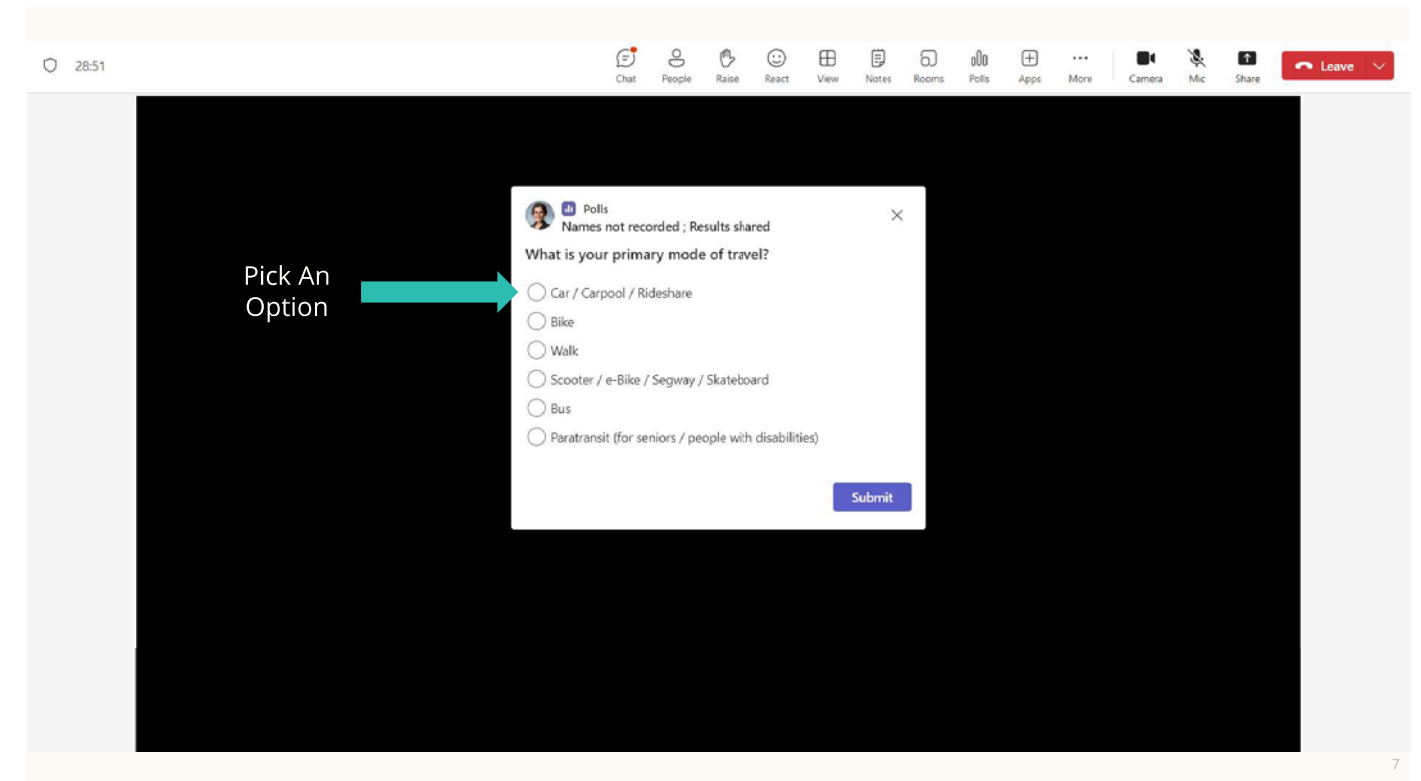 28:51
Chat People Raise React View Notes Rooms Polls Apps More Camera Mic Share Leave
Polls
Names not recorded ; Results shared
What is your primary mode of travel?
Pick An
Option
Car / Carpool / Rideshare
Bike
Walk
Scooter / e-Bike / Segway / Skateboard
Bus
Paratransit (for seniors / people with disabilities)
Submit
7